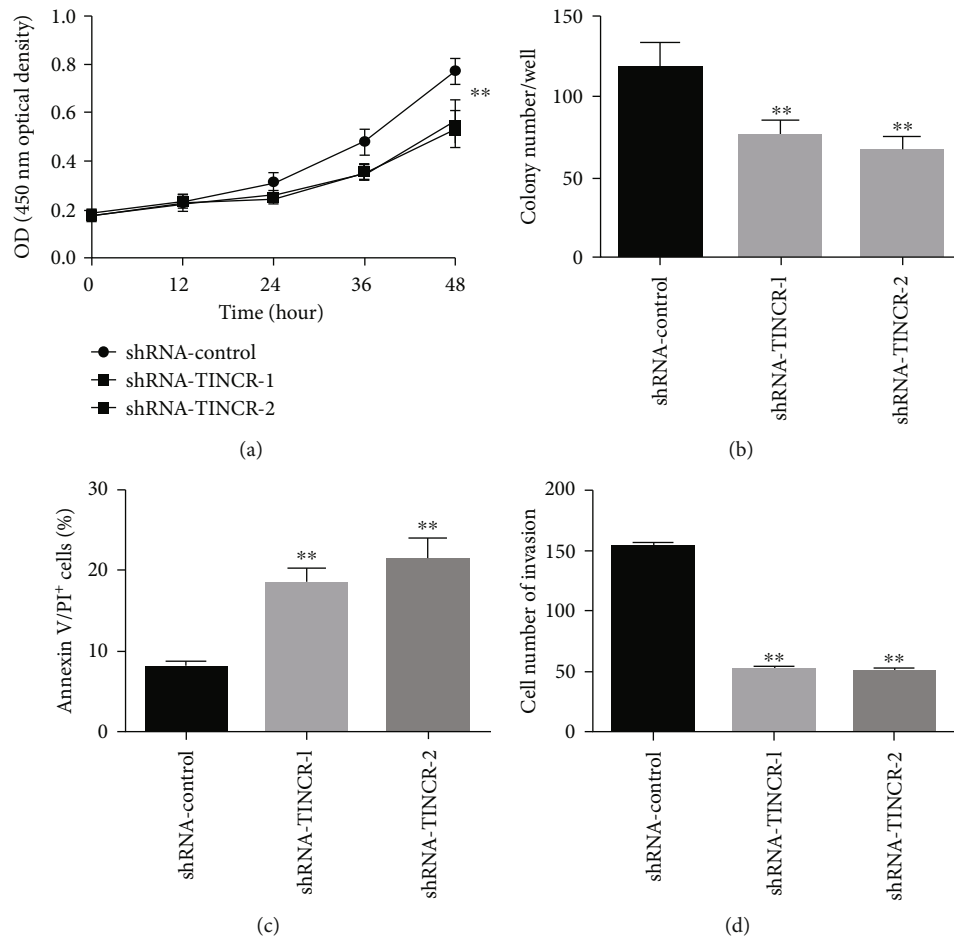 1.0
0.8
0.6
0.4
0.2
0.0
OD (450 nm optical density)
**
0 12 24 36 48
Time (hour)
shRNA-control
shRNA-TINCR-1
shRNA-TINCR-2
(a)
150
100
50
0
Colony number/well
**
**
shRNA-control
shRNA-TINCR-1
shRNA-TINCR-2
(b)
30
20
10
0
Annexin V/PI⁺ cells (%)
**
**
shRNA-control
shRNA-TINCR-1
shRNA-TINCR-2
(c)
200
150
100
50
0
Cell number of invasion
**
**
shRNA-control
shRNA-TINCR-1
shRNA-TINCR-2
(d)